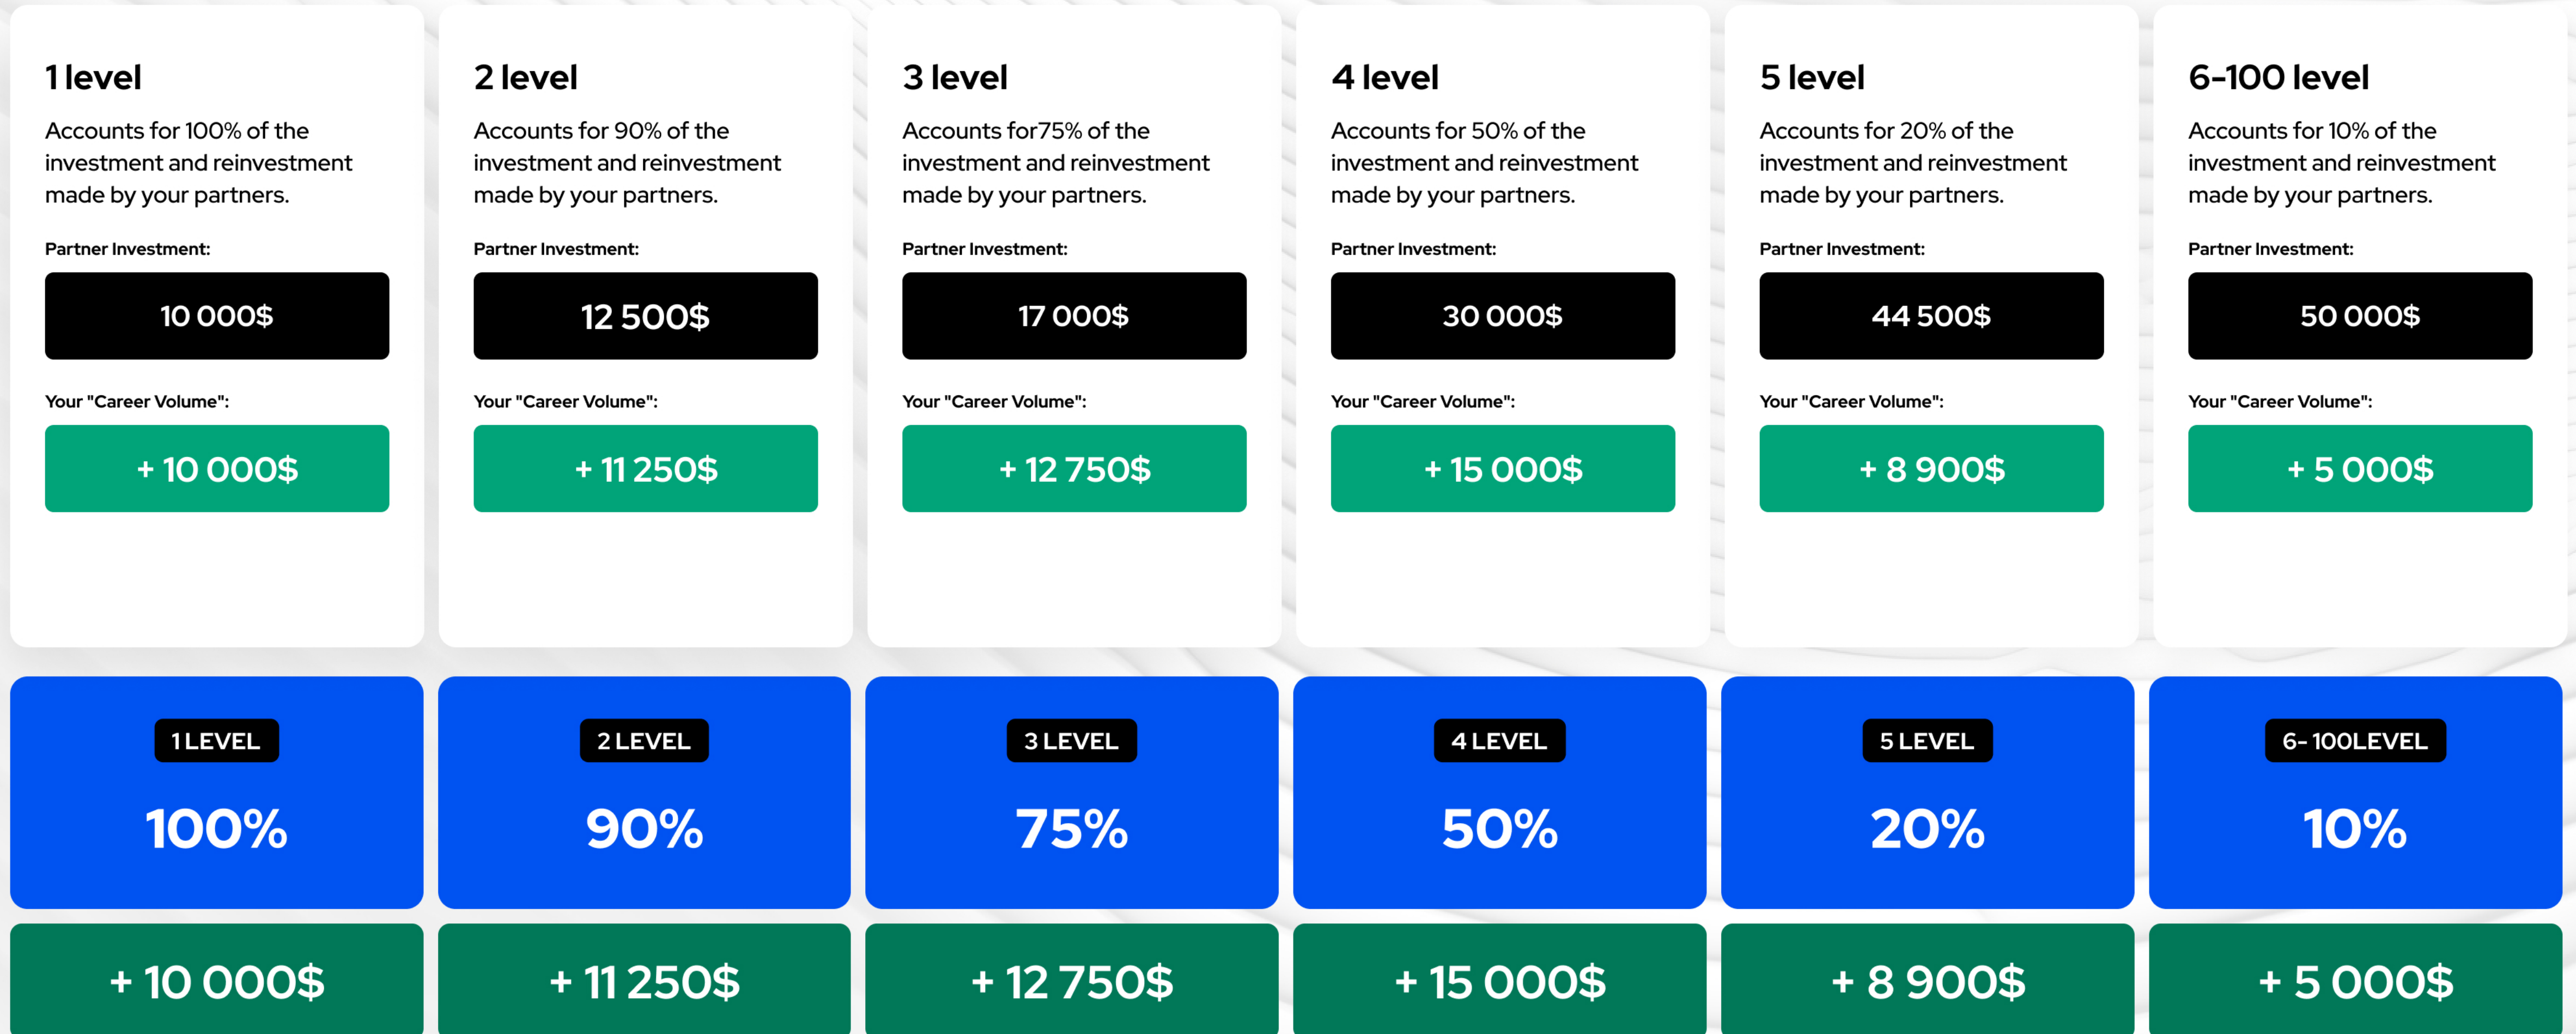 1 level
Accounts for 100% of the
investment and reinvestment
made by your partners.
Partner Investment:
10 000$
Your "Career Volume":
+ 10 000$
2 level
Accounts for 90% of the
investment and reinvestment
made by your partners.
Partner Investment:
12 500$
Your "Career Volume":
+ 11 250$
3 level
Accounts for75% of the
investment and reinvestment
made by your partners.
Partner Investment:
17 000$
Your "Career Volume":
+ 12 750$
4 level
Accounts for 50% of the
investment and reinvestment
made by your partners.
Partner Investment:
30 000$
Your "Career Volume":
+ 15 000$
5 level
Accounts for 20% of the
investment and reinvestment
made by your partners.
Partner Investment:
44 500$
Your "Career Volume":
+ 8 900$
6-100 level
Accounts for 10% of the
investment and reinvestment
made by your partners.
Partner Investment:
50 000$
Your "Career Volume":
+ 5 000$
1 LEVEL
100%
+ 10 000$
2 LEVEL
90%
+ 11 250$
3 LEVEL
75%
+ 12 750$
4 LEVEL
50%
+ 15 000$
5 LEVEL
20%
+ 8 900$
6- 100LEVEL
10%
+ 5 000$